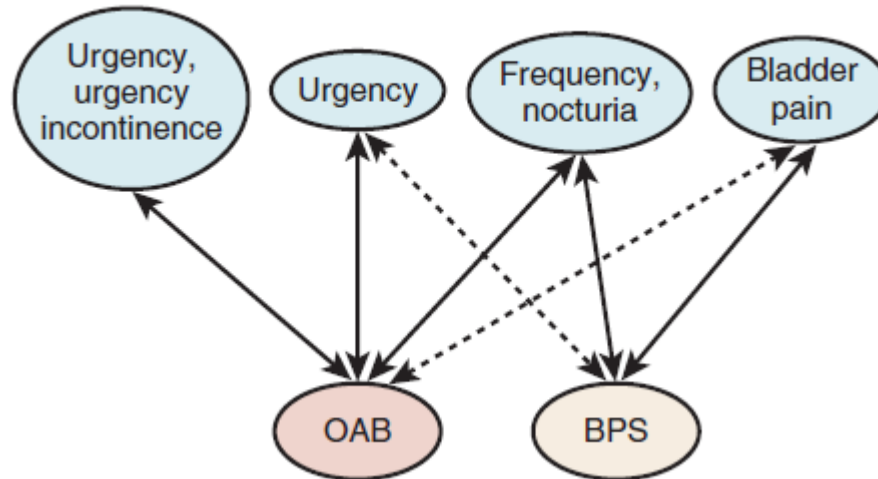 Urgency,
urgency
incontinence
Urgency
Frequency,
nocturia
Bladder
pain
OAB
BPS